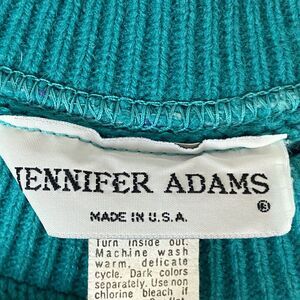 JENNIFER ADAMS
®
MADE IN U.S.A.
Turn inside out.
Machine wash
warm, delicate
cycle. Dark colors
separately. Use non
chlorine bleach if